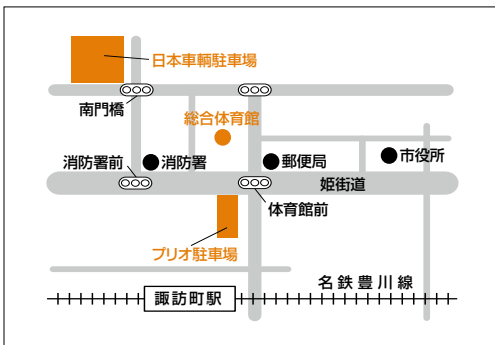 日本車輌駐車場
南門橋
総合体育館
消防署前
消防署
郵便局
市役所
姫街道
体育館前
プリオ駐車場
名鉄豊川線
諏訪町駅